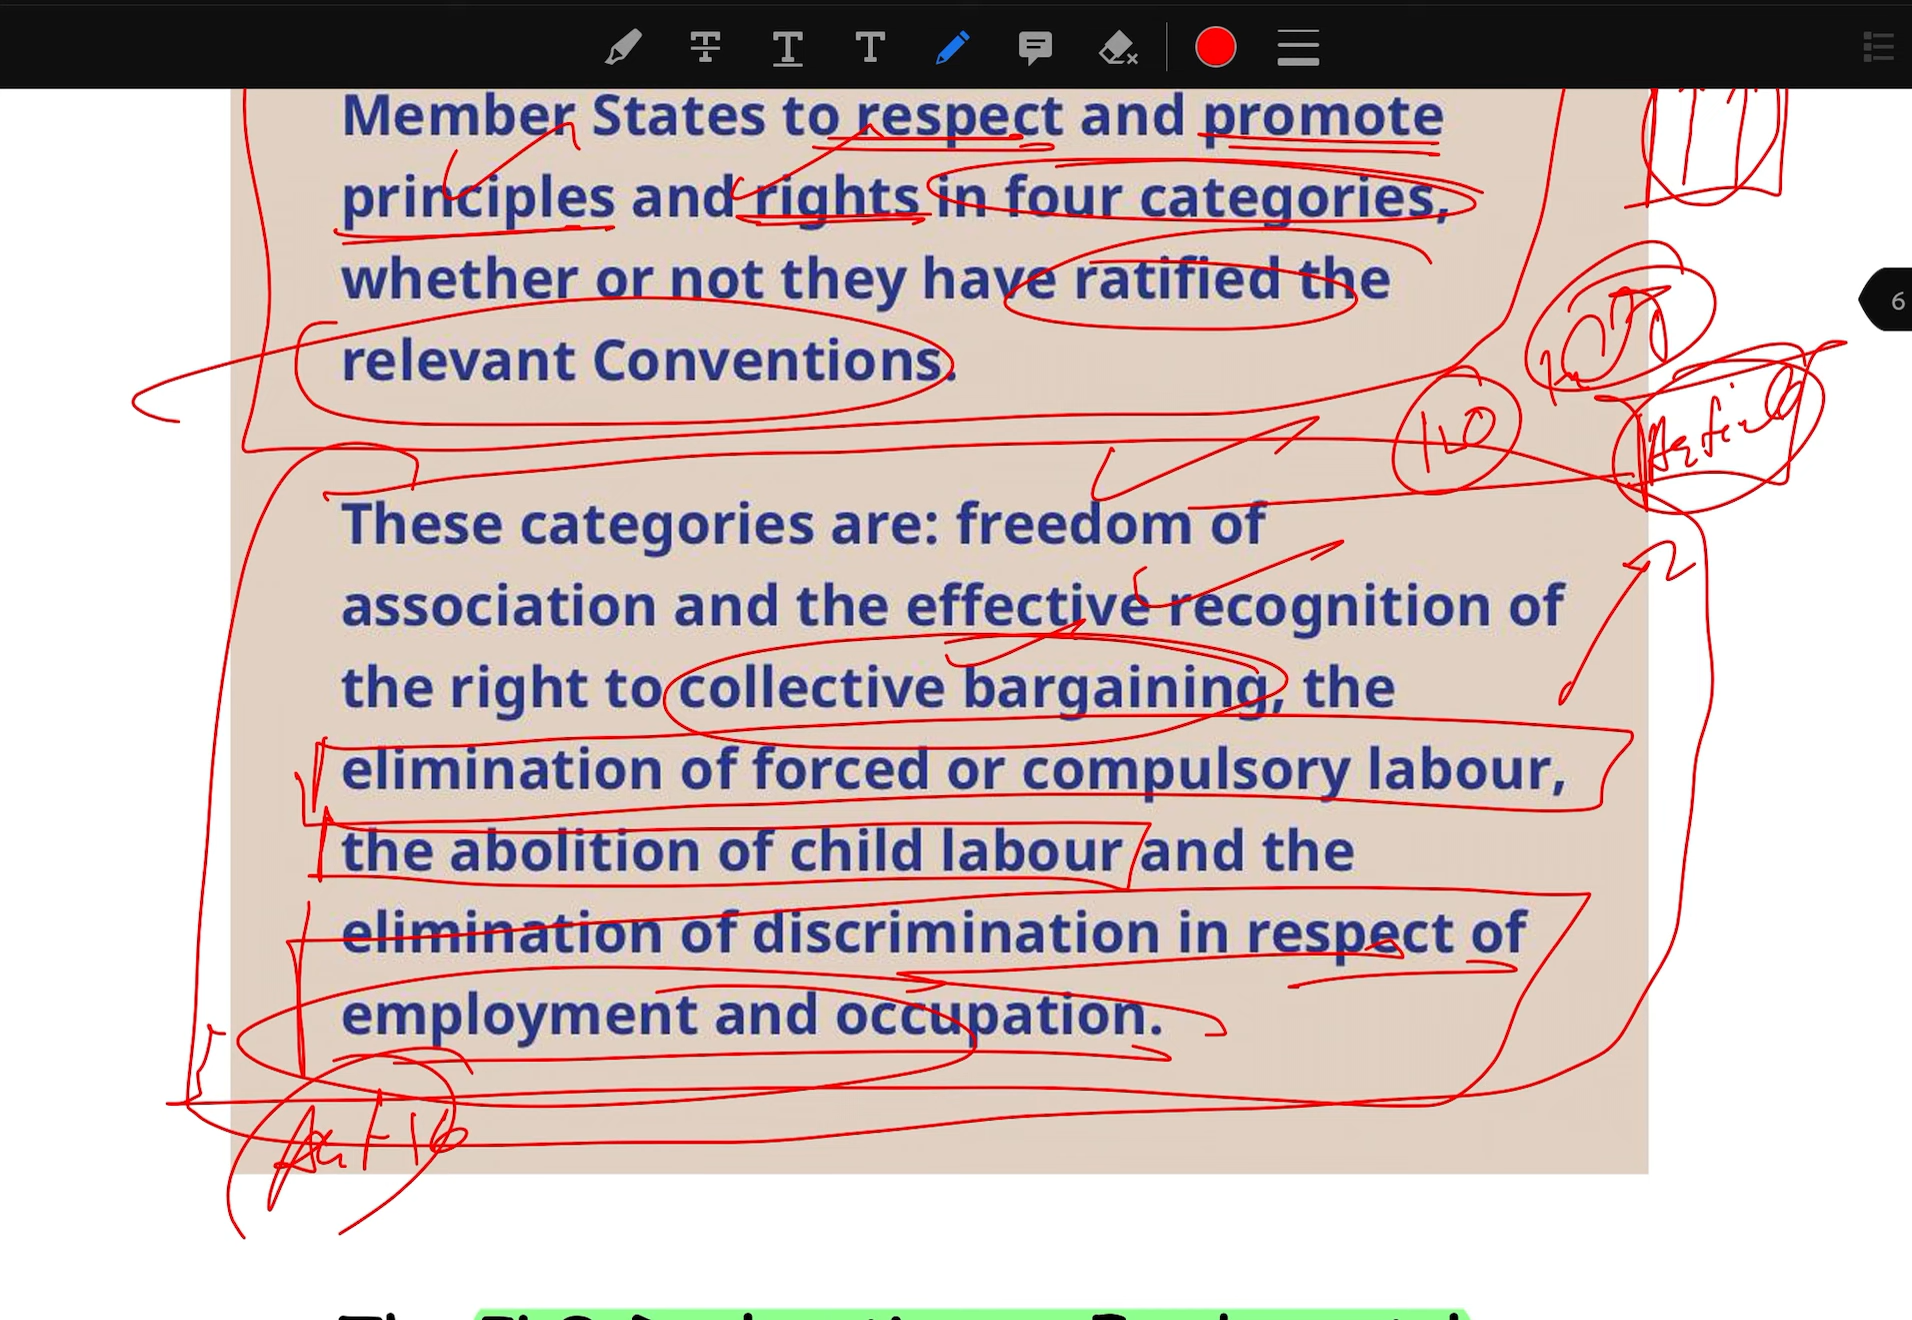 Member States to respect and promote
principles and rights in four categories,
whether or not they have ratified the
relevant Conventions.
6
These categories are: freedom of
association and the effective recognition of
the right to collective bargaining, the
elimination of forced or compulsory labour,
the abolition of child labour and the
elimination of discrimination in respect of
employment and occupation.
Art 16